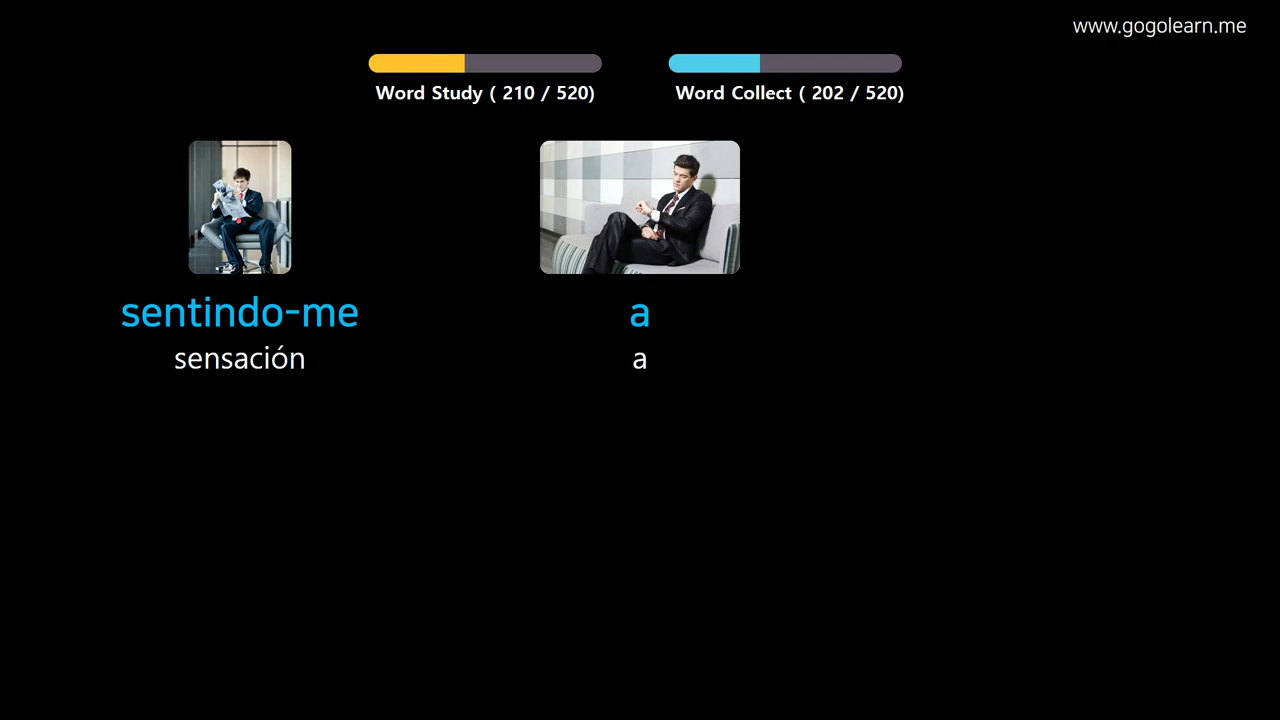 www.gogolearn.me
Word Study ( 210 / 520)
Word Collect ( 202 / 520)
sentindo-me
a
sensación
a